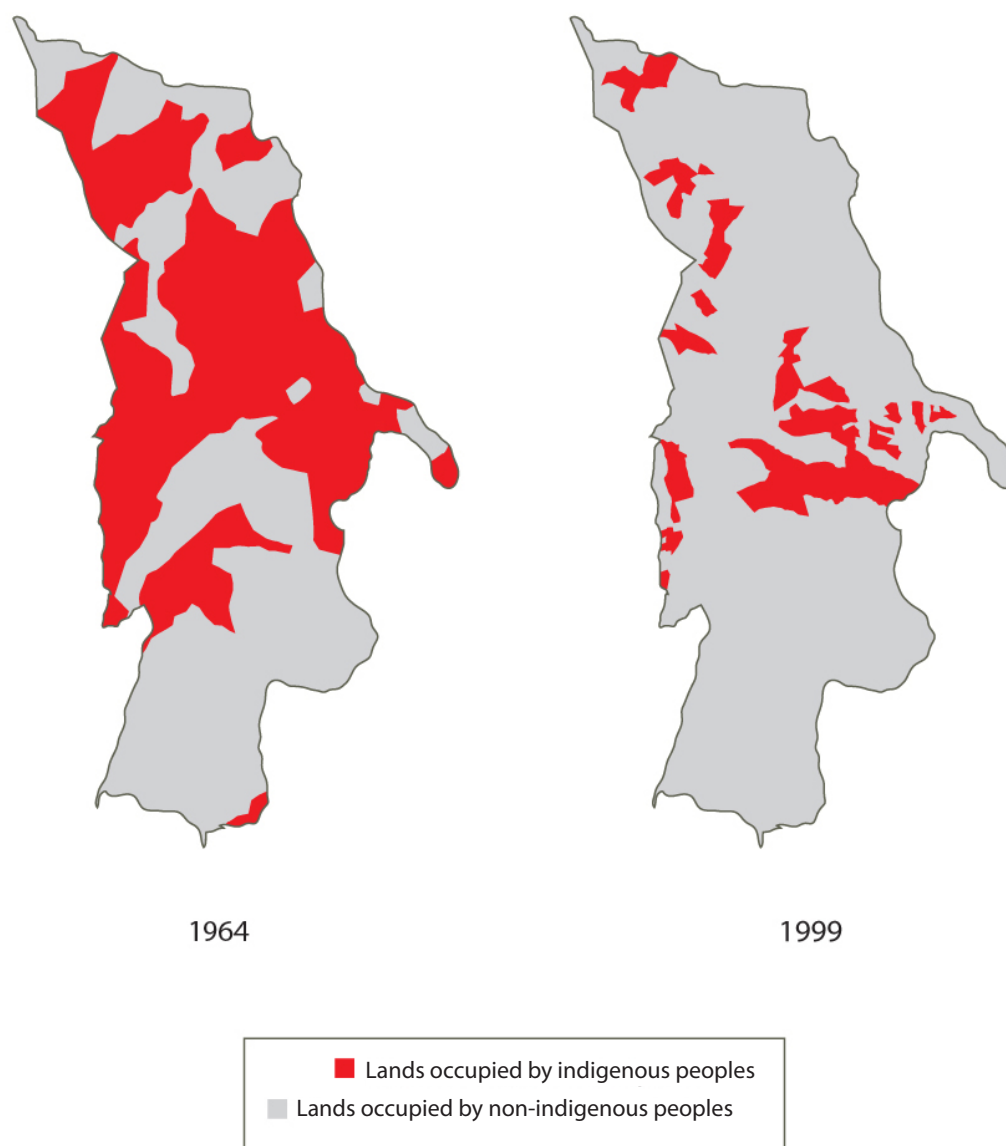 1964
1999
Lands occupied by indigenous peoples
Lands occupied by non-indigenous peoples